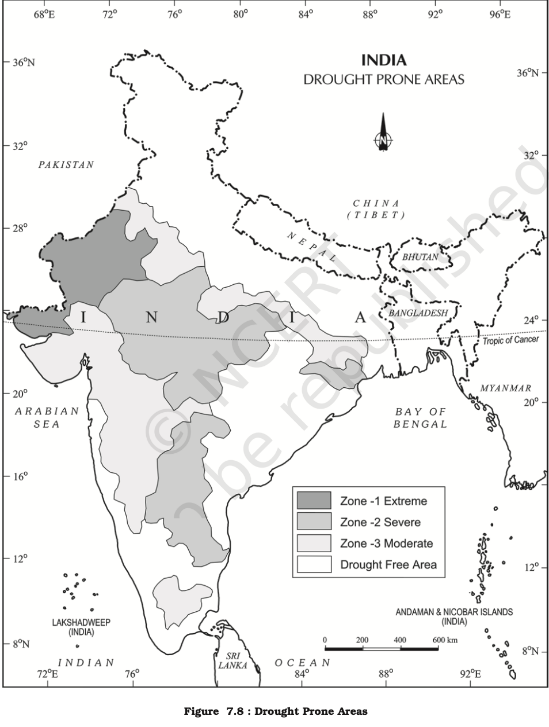 68°E 72° 76° 80° 84° 88° 92° 96°E
INDIA
DROUGHT PRONE AREAS
36°N 36°N
N
32° 32°
PAKISTAN
CHINA
(TIBET)
28° 28°
NEPAL
BHUTAN
24° 24°
I N D I A
BANGLADESH
Tropic of Cancer
MYANMAR
20° 20°
ARABIAN
SEA
BAY OF
BENGAL
16° 16°
Zone -1 Extreme
Zone -2 Severe
Zone -3 Moderate
Drought Free Area
12° 12°
LAKSHADWEEP
(INDIA)
ANDAMAN & NICOBAR ISLANDS
(INDIA)
0 200 400 600 km
8°N 8°N
INDIAN OCEAN
SRI
LANKA
72°E 76° 84° 88° 92°E
© NCERT
o be republished
Figure 7.8 : Drought Prone Areas